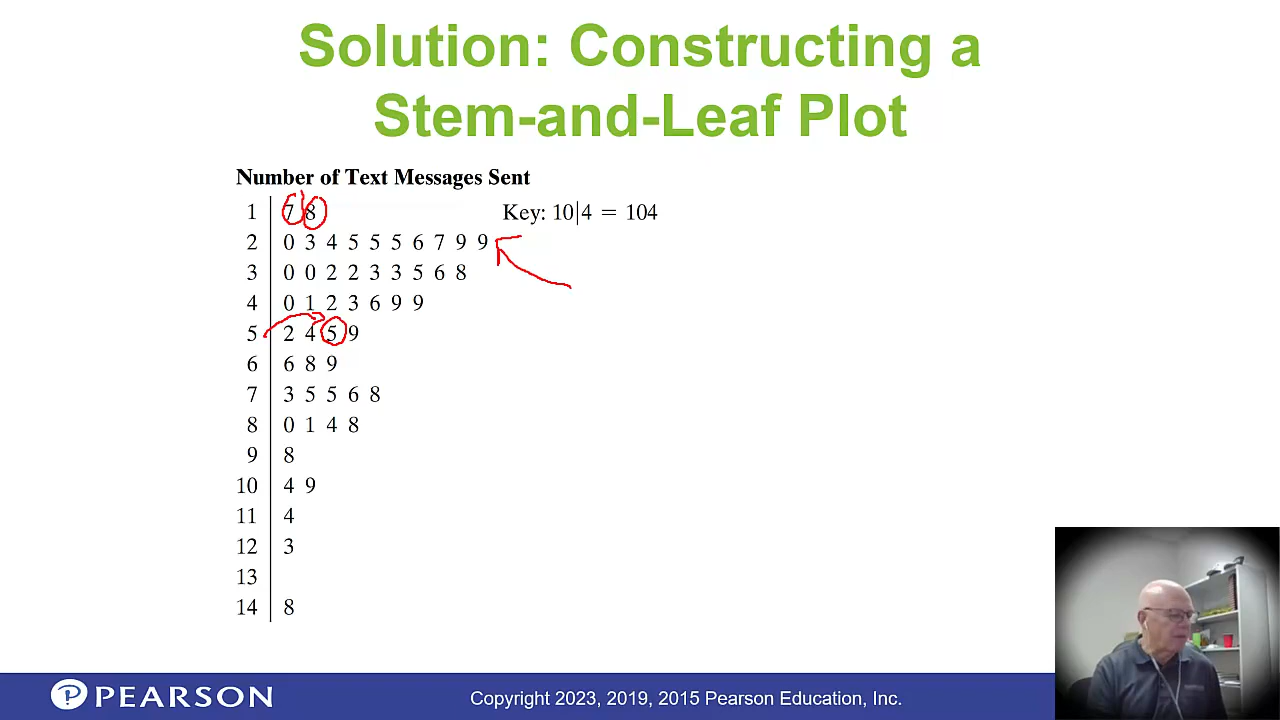 Solution: Constructing a
Stem-and-Leaf Plot
Number of Text Messages Sent
1 | 7 8
Key: 10|4 = 104
2 | 0 3 4 5 5 5 6 7 9 9
3 | 0 0 2 2 3 3 5 6 8
4 | 0 1 2 3 6 9 9
5 | 2 4 5 9
6 | 6 8 9
7 | 3 5 5 6 8
8 | 0 1 4 8
9 | 8
10 | 4 9
11 | 4
12 | 3
13 |
14 | 8
PEARSON
Copyright 2023, 2019, 2015 Pearson Education, Inc.